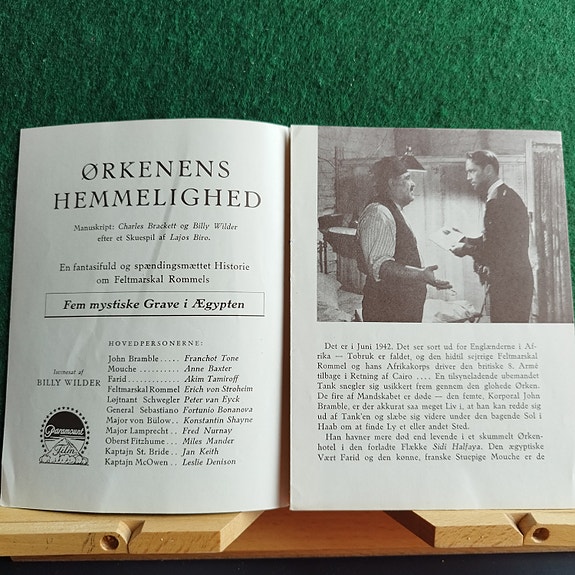 ØRKENENS
HEMMELIGHED
Manuskript: Charles Brackett og Billy Wilder
efter et Skuespil af Lajos Biro.
En fantasifuld og spændingsmættet Historie
om Feltmarskal Rommels
Fem mystiske Grave i Ægypten
HOVEDPERSONERNE:
John Bramble..... Franchot Tone
Mouche.......... Anne Baxter
Farid............ Akim Tamiroff
Feltmarskal Rommel Erich von Stroheim
Løjtnant Schwegler Peter van Eyck
General Sebastiano Fortunio Bonanova
Major von Bülow.. Konstantin Shayne
Major Lamprecht.. Fred Nurnay
Oberst Fitzhume... Miles Mander
Kaptajn St. Bride.. Jan Keith
Kaptajn McOwen.. Leslie Denison
Iscenesat af
BILLY WILDER
Paramount
Film
Det er i Juni 1942. Det ser sort ud for Englænderne i Af-
rika — Tobruk er faldet, og den hidtil sejrrige Feltmarskal
Rommel og hans Afrikakorps driver den britiske 8. Armé
tilbage i Retning af Cairo .... En tilsyneladende ubemandet
Tank snegler sig usikkert frem gennem den glohede Ørken.
De fire af Mandskabet er døde — den femte, Korporal John
Bramble, er der akkurat saa meget Liv i, at han kan redde sig
ud af Tank'en og slæbe sig videre under den bagende Sol i
Haab om at finde Ly et eller andet Sted.
Han havner mere død end levende i et skummelt Ørken-
hotel i den forladte Flække Sidi Halfaya. Den ægyptiske
Vært Farid og den kønne, franske Stuepige Mouche er de